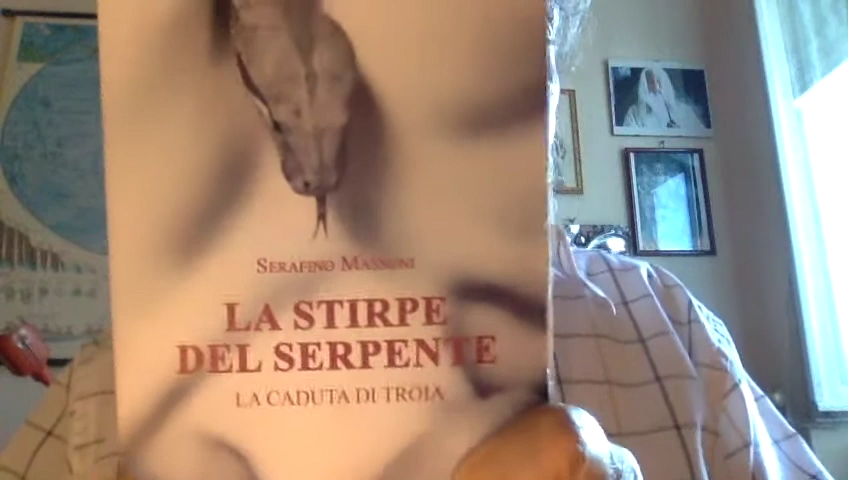 SERAFINO MASSONI
LA STIRPE
DEL SERPENTE
LA CADUTA DI TROIA